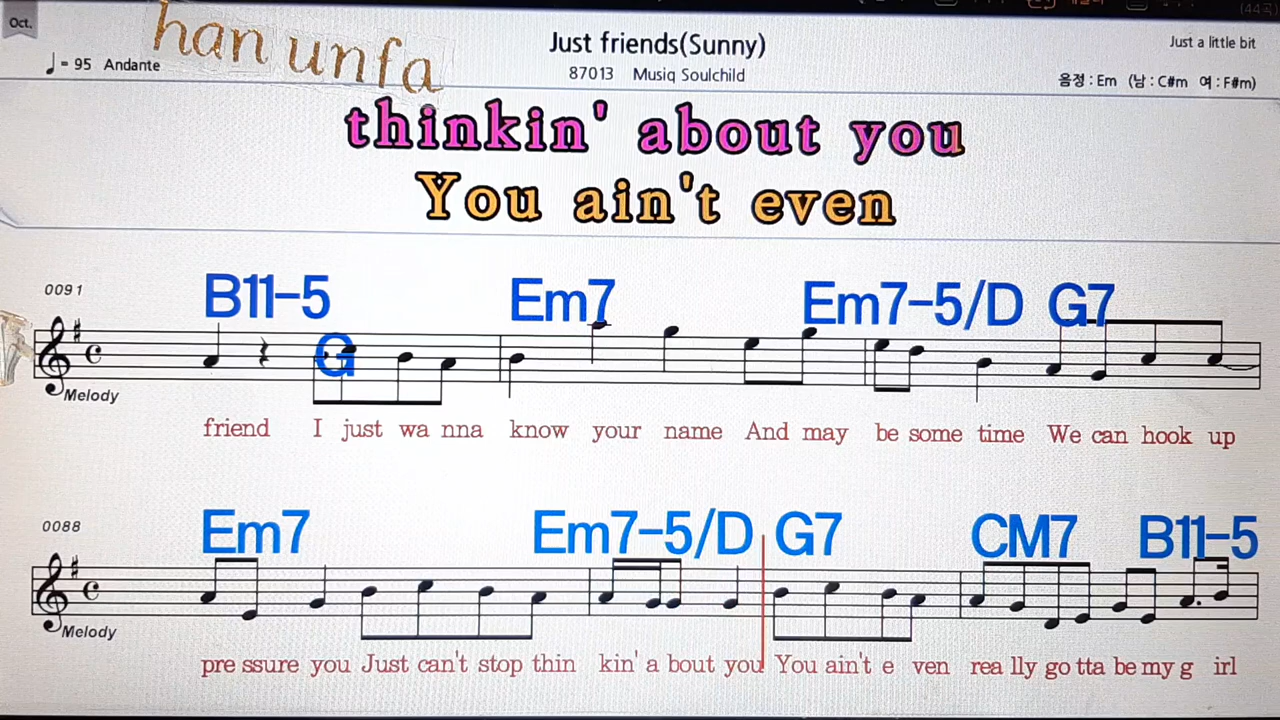 Oct.
(44곡)
han unfa
Just friends(Sunny)
Just a little bit
= 95 Andante
87013 Musiq Soulchild
음정 : Em (남 : C#m 여 : F#m)
thinkin' about you
You ain't even
0091
B11-5 G Em7 Em7-5/D G7
Melody
friend I just wa nna know your name And may be some time We can hook up
0088
Em7 Em7-5/D G7 CM7 B11-5
Melody
pre ssure you Just can't stop thin kin' a bout you You ain't e ven rea lly go tta be my g irl